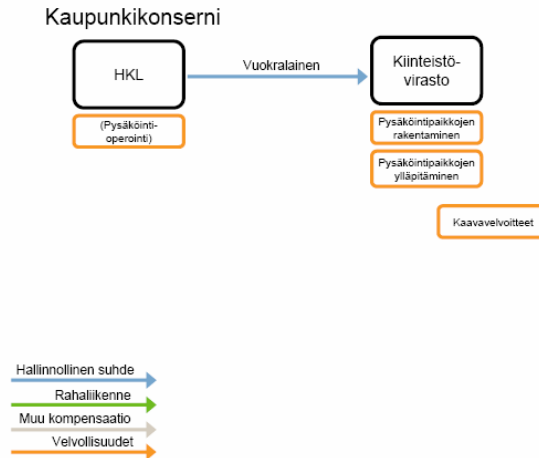 Kaupunkikonserni
HKL
Vuokralainen
Kiinteistö-
virasto
(Pysäköinti-
operointi)
Pysäköintipaikkojen
rakentaminen
Pysäköintipaikkojen
ylläpitäminen
Kaavavelvoitteet
Hallinnollinen suhde
Rahaliikenne
Muu kompensaatio
Velvollisuudet